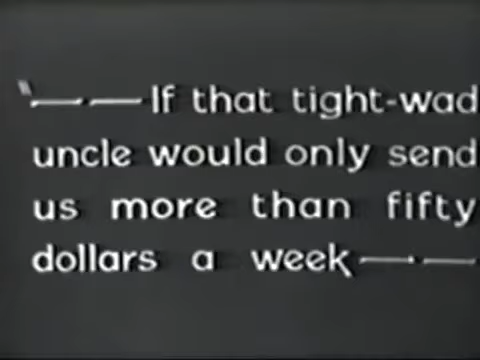 — — If that tight-wad
uncle would only send
us more than fifty
dollars a week — —